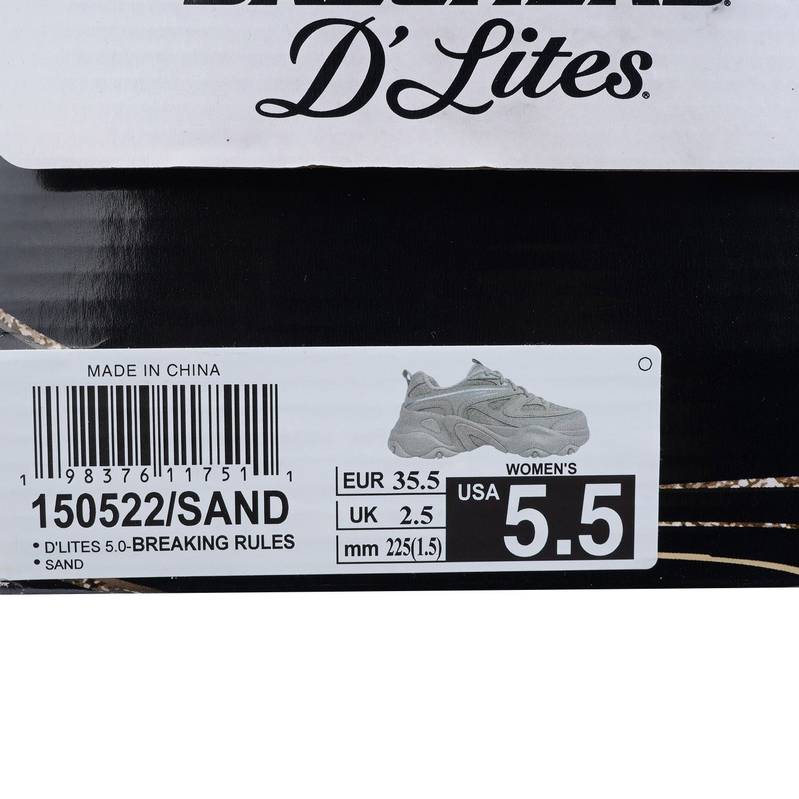 SKECHERS®
D'Lites®
MADE IN CHINA
1 98376 11751 1
150522/SAND
• D'LITES 5.0-BREAKING RULES
• SAND
EUR 35.5
UK 2.5
mm 225(1.5)
WOMEN'S
USA 5.5